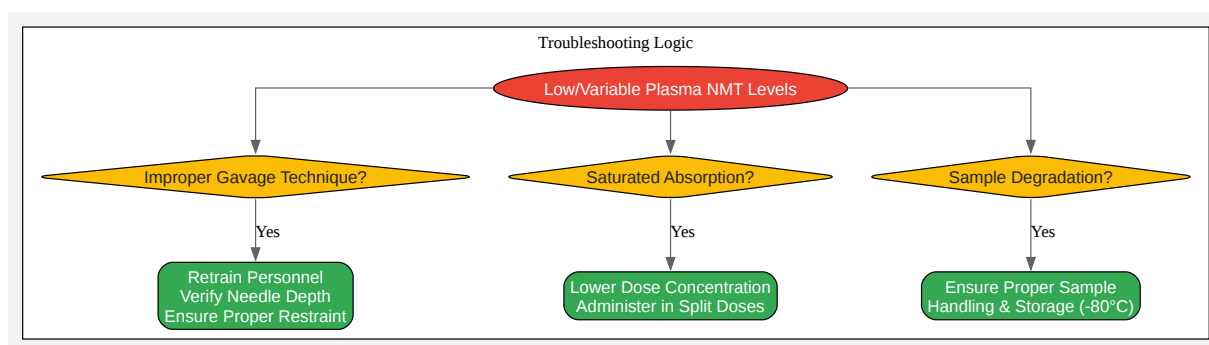 Troubleshooting Logic
Low/Variable Plasma NMT Levels
Improper Gavage Technique?
Saturated Absorption?
Sample Degradation?
Yes
Yes
Yes
Retrain Personnel
Verify Needle Depth
Ensure Proper Restraint
Lower Dose Concentration
Administer in Split Doses
Ensure Proper Sample
Handling & Storage (-80°C)